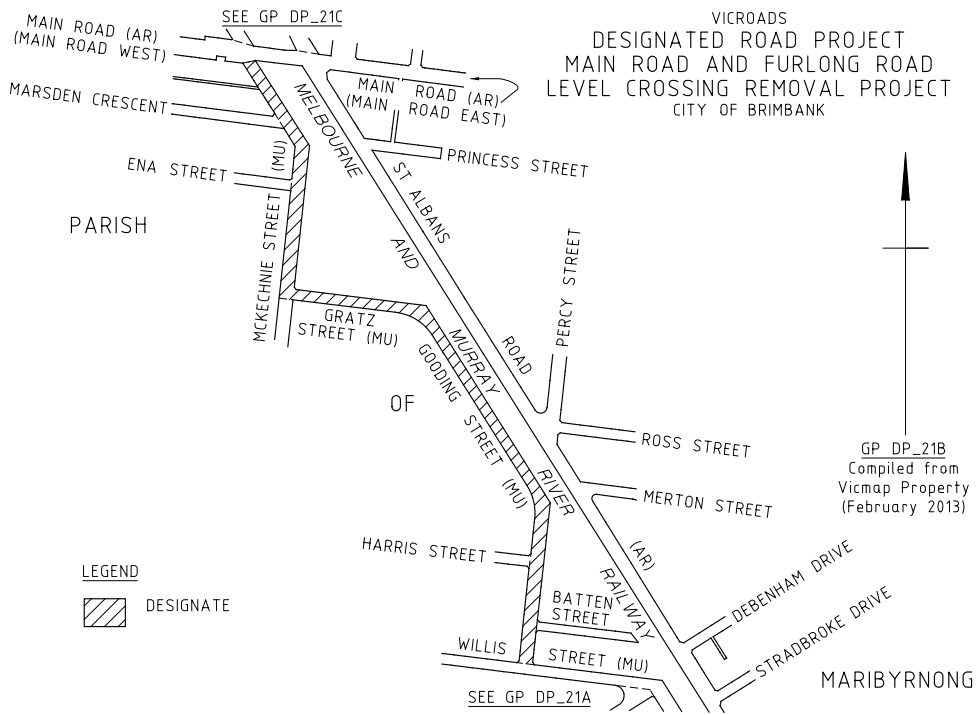 SEE GP DP_21C
VICROADS
DESIGNATED ROAD PROJECT
MAIN ROAD AND FURLONG ROAD
LEVEL CROSSING REMOVAL PROJECT
CITY OF BRIMBANK
MAIN ROAD (AR)
(MAIN ROAD WEST)
MAIN ROAD (AR)
(MAIN ROAD EAST)
MARSDEN CRESCENT
PRINCESS STREET
ENA STREET
PARISH
MCKECHNIE STREET (MU)
MELBOURNE AND MURRAY RIVER RAILWAY
ST ALBANS ROAD (AR)
PERCY STREET
GRATZ
STREET (MU)
GOODING STREET (MU)
OF
ROSS STREET
MERTON STREET
GP DP_21B
Compiled from
Vicmap Property
(February 2013)
HARRIS STREET
LEGEND
DESIGNATE
BATTEN
STREET
DEBENHAM DRIVE
STRADBROKE DRIVE
WILLIS STREET (MU)
MARIBYRNONG
SEE GP DP_21A